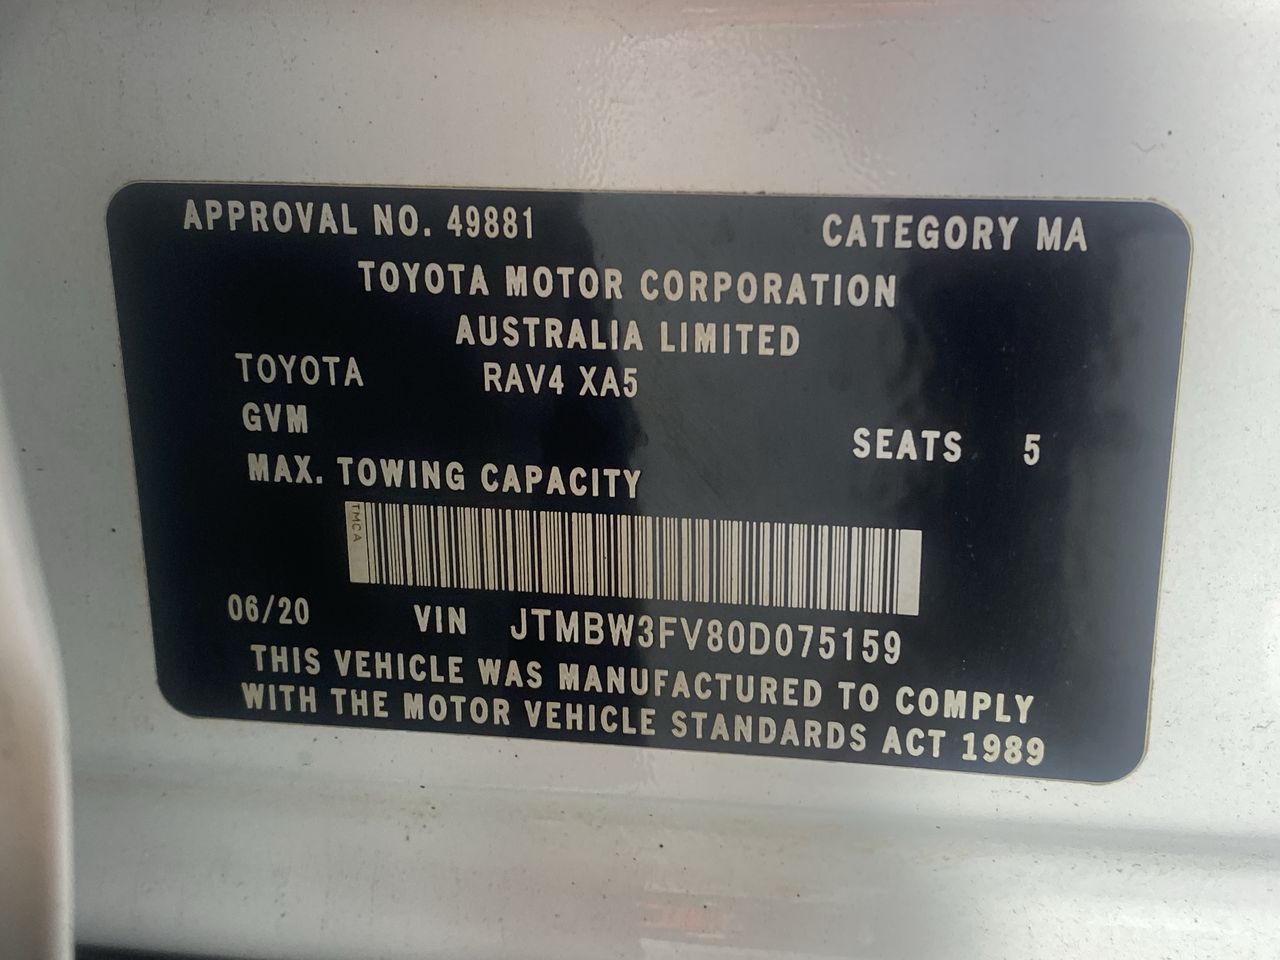 APPROVAL NO. 49881 CATEGORY MA
TOYOTA MOTOR CORPORATION
AUSTRALIA LIMITED
TOYOTA RAV4 XA5
GVM
SEATS 5
MAX. TOWING CAPACITY
TMCA
06/20 VIN JTMBW3FV80D075159
THIS VEHICLE WAS MANUFACTURED TO COMPLY
WITH THE MOTOR VEHICLE STANDARDS ACT 1989